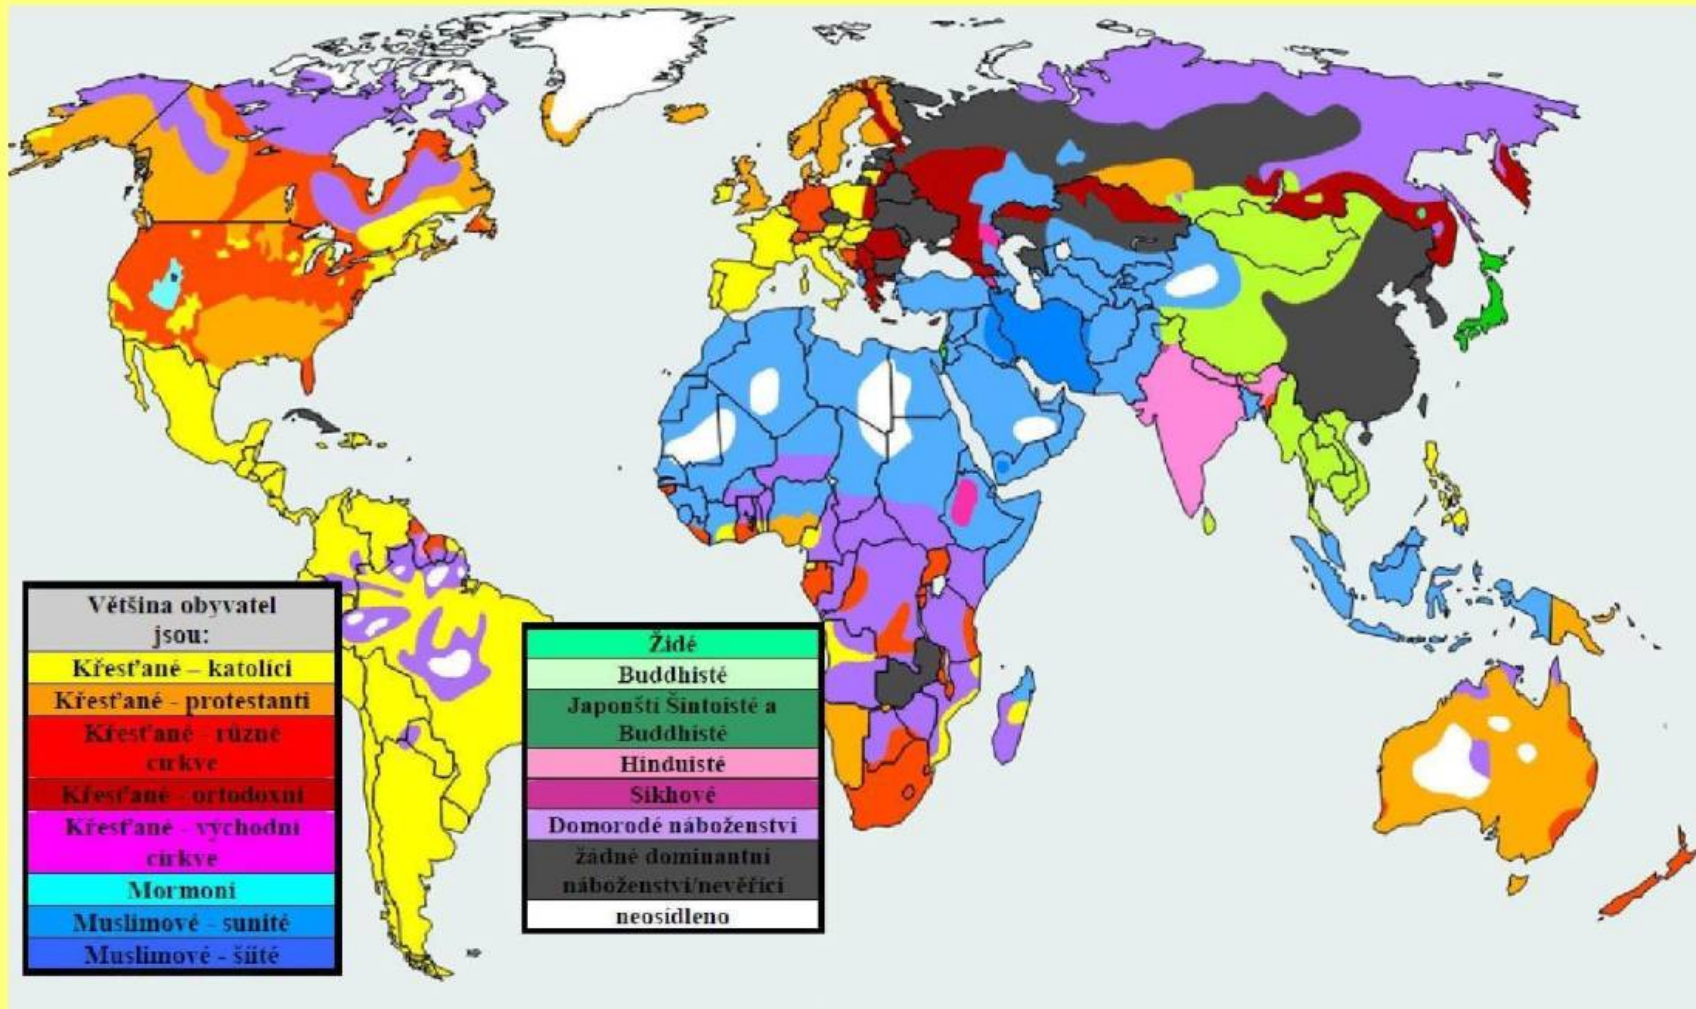 Většina obyvatel
jsou:
Křesťané – katolíci
Křesťané - protestanti
Křesťané - různé
církve
Křesťané - ortodoxní
Křesťané - východní
církve
Mormoni
Muslimové - sunité
Muslimové - šíité
Židé
Buddhisté
Japonští Šintoisté a
Buddhisté
Hinduisté
Sikhové
Domorodé náboženství
žádné dominantní
náboženství/nevěřící
neosídleno